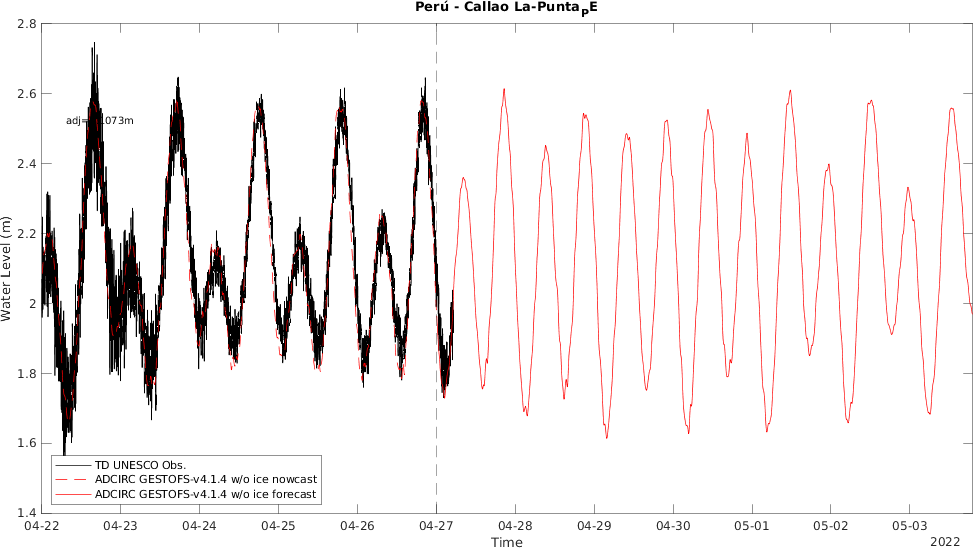 Perú - Callao La-PuntaPE
2.8
2.6
2.4
2.2
2
1.8
1.6
1.4
Water Level (m)
adj= 1073m
TD UNESCO Obs.
ADCIRC GESTOFS-v4.1.4 w/o ice nowcast
ADCIRC GESTOFS-v4.1.4 w/o ice forecast
04-22 04-23 04-24 04-25 04-26 04-27 04-28 04-29 04-30 05-01 05-02 05-03
Time
2022